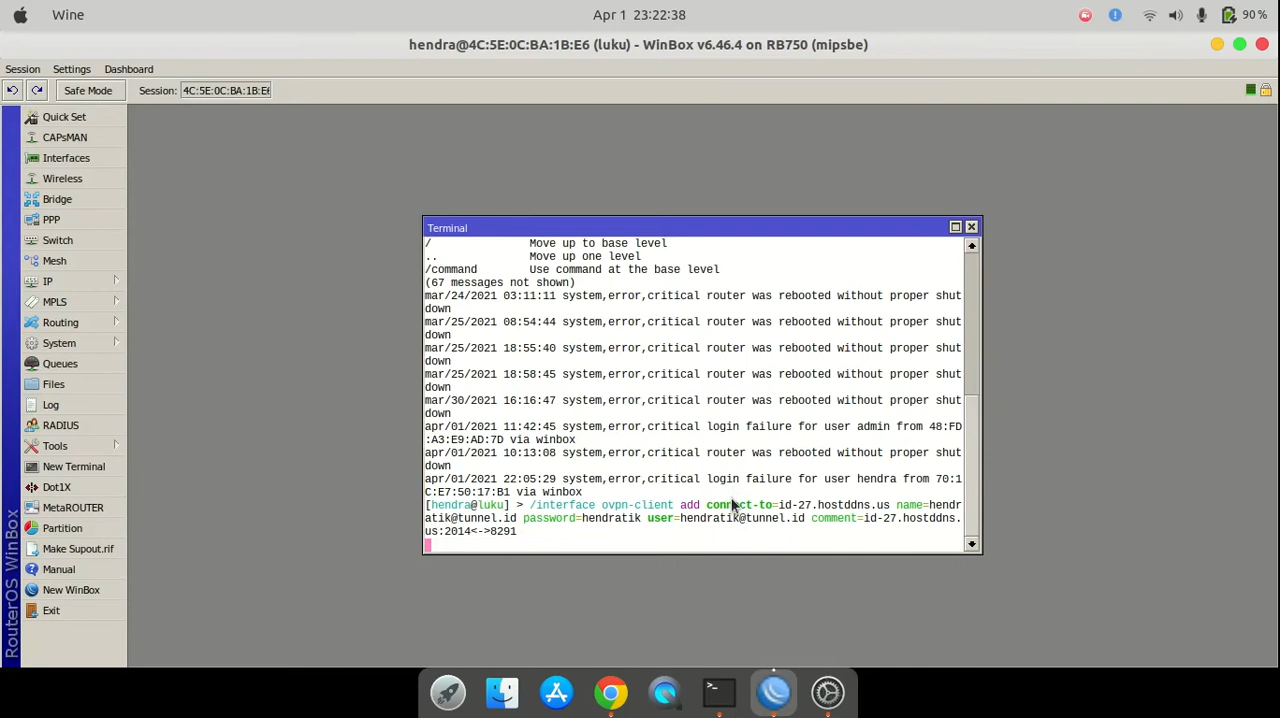 Wine
Apr 1 23:22:38
90 %
hendra@4C:5E:0C:BA:1B:E6 (luku) - WinBox v6.46.4 on RB750 (mipsbe)
Session Settings Dashboard
Safe Mode Session: 4C:5E:0C:BA:1B:E6
Quick Set
CAPsMAN
Interfaces
Wireless
Bridge
PPP
Switch
Mesh
IP
MPLS
Routing
System
Queues
Files
Log
RADIUS
Tools
New Terminal
Dot1X
MetaROUTER
Partition
Make Supout.rif
Manual
New WinBox
Exit
RouterOS WinBox
Terminal
/ Move up to base level
.. Move up one level
/command Use command at the base level
(67 messages not shown)
mar/24/2021 03:11:11 system,error,critical router was rebooted without proper shut
down
mar/25/2021 08:54:44 system,error,critical router was rebooted without proper shut
down
mar/25/2021 18:55:40 system,error,critical router was rebooted without proper shut
down
mar/25/2021 18:58:45 system,error,critical router was rebooted without proper shut
down
mar/30/2021 16:16:47 system,error,critical router was rebooted without proper shut
down
apr/01/2021 11:42:45 system,error,critical login failure for user admin from 48:FD
:A3:E9:AD:7D via winbox
apr/01/2021 10:13:08 system,error,critical router was rebooted without proper shut
down
apr/01/2021 22:05:29 system,error,critical login failure for user hendra from 70:1
C:E7:50:17:B1 via winbox
[hendra@luku] > /interface ovpn-client add connect-to=id-27.hostddns.us name=hendr
atik@tunnel.id password=hendratik user=hendratik@tunnel.id comment=id-27.hostddns.
us:2014<->8291